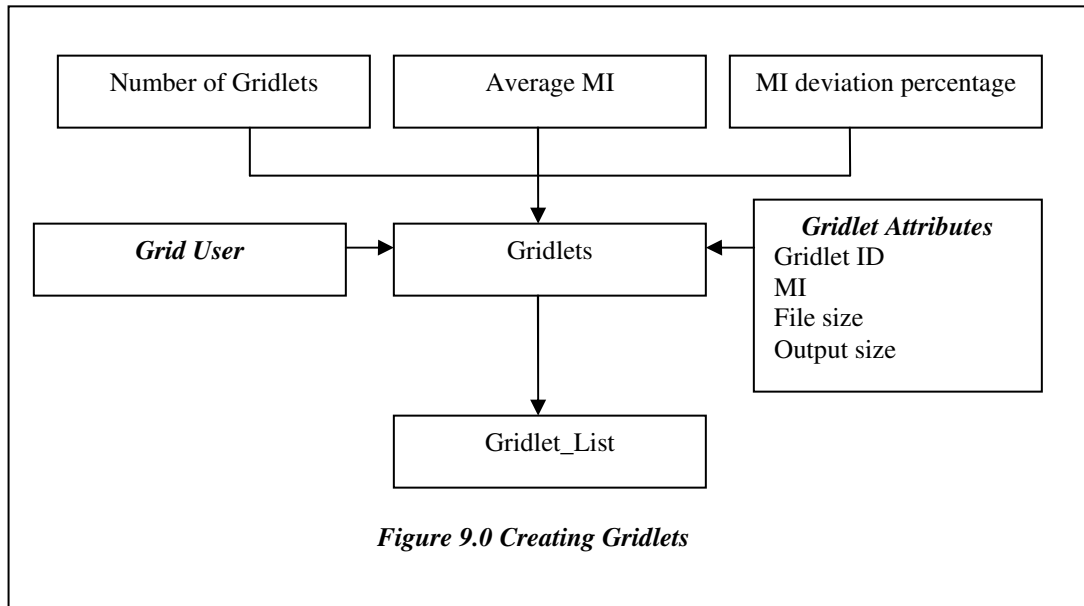 Number of Gridlets
Average MI
MI deviation percentage
Grid User
Gridlets
Gridlet Attributes
Gridlet ID
MI
File size
Output size
Gridlet_List
Figure 9.0 Creating Gridlets